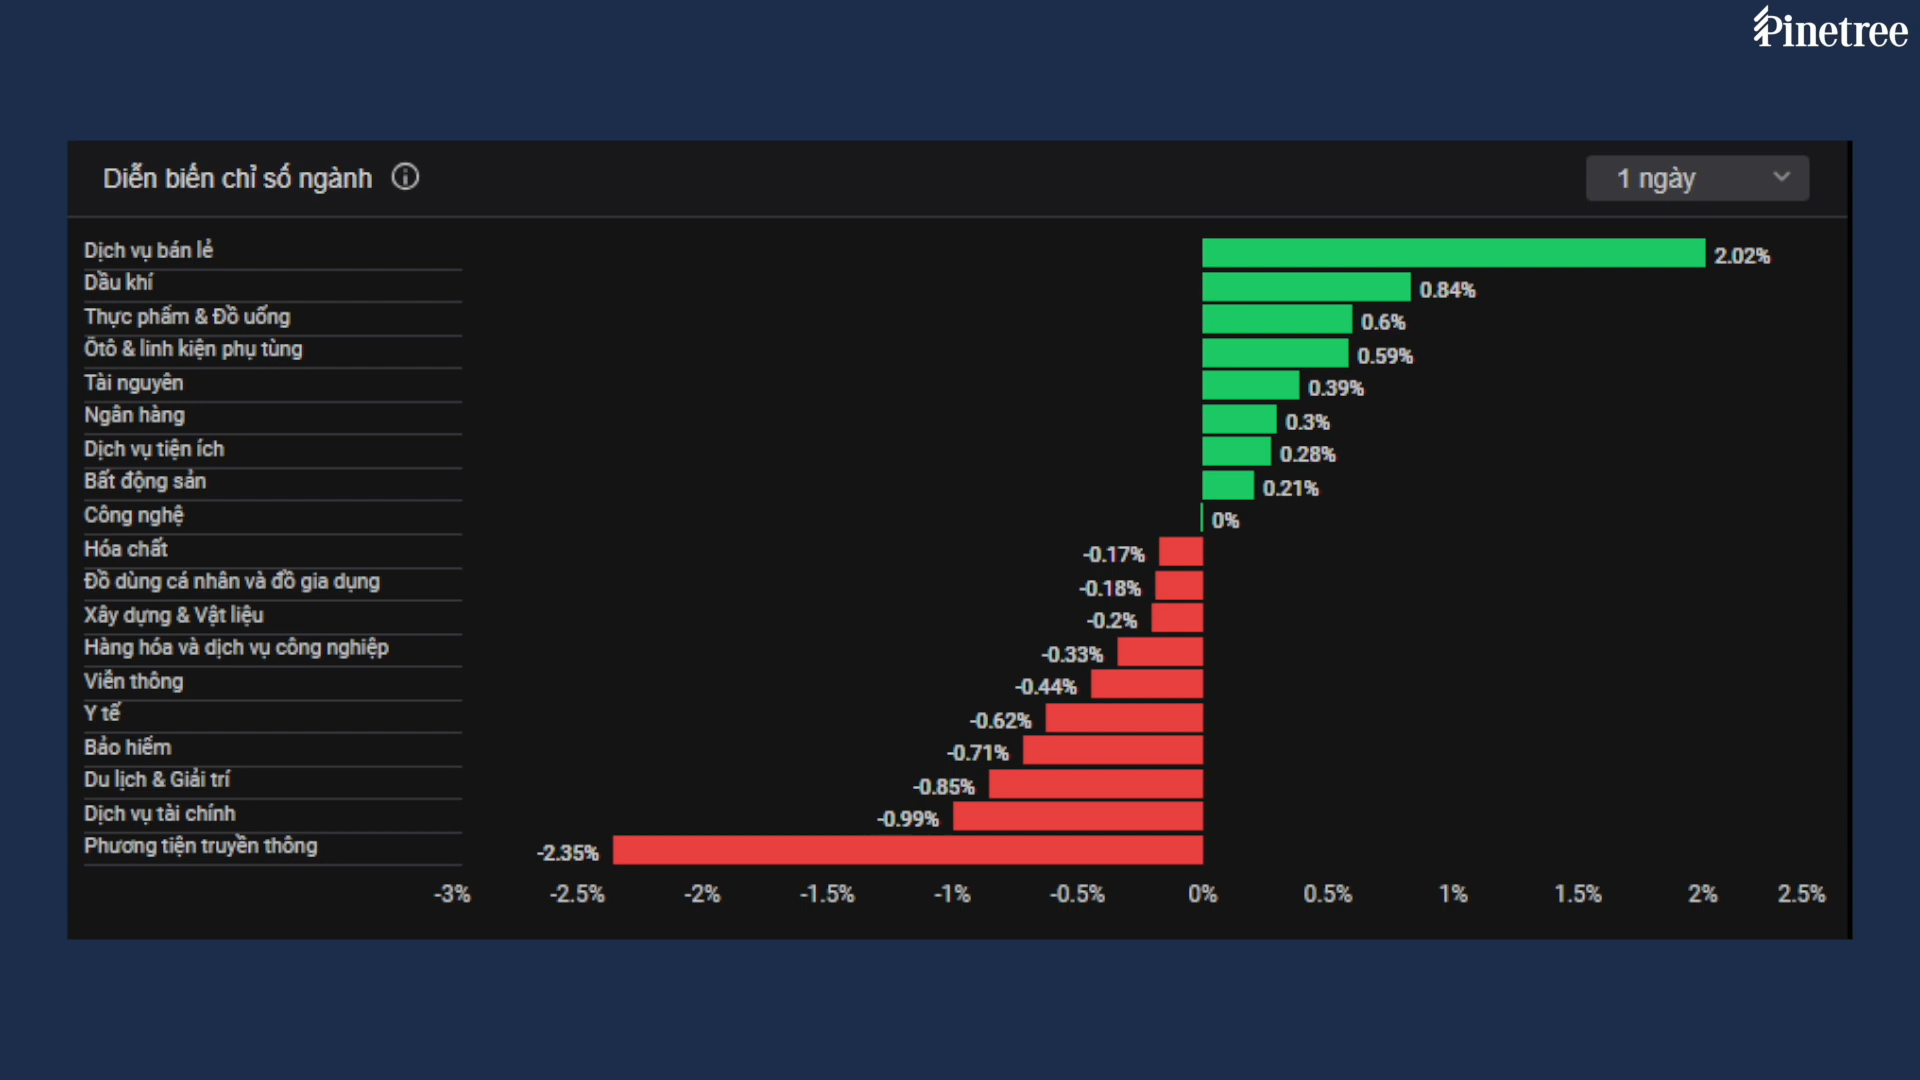 Pinetree
Diễn biến chỉ số ngành
1 ngày
Dịch vụ bán lẻ 2.02%
Dầu khí 0.84%
Thực phẩm & Đồ uống 0.6%
Ôtô & linh kiện phụ tùng 0.59%
Tài nguyên 0.39%
Ngân hàng 0.3%
Dịch vụ tiện ích 0.28%
Bất động sản 0.21%
Công nghệ 0%
Hóa chất -0.17%
Đồ dùng cá nhân và đồ gia dụng -0.18%
Xây dựng & Vật liệu -0.2%
Hàng hóa và dịch vụ công nghiệp -0.33%
Viễn thông -0.44%
Y tế -0.62%
Bảo hiểm -0.71%
Du lịch & Giải trí -0.85%
Dịch vụ tài chính -0.99%
Phương tiện truyền thông -2.35%
-3% -2.5% -2% -1.5% -1% -0.5% 0% 0.5% 1% 1.5% 2% 2.5%